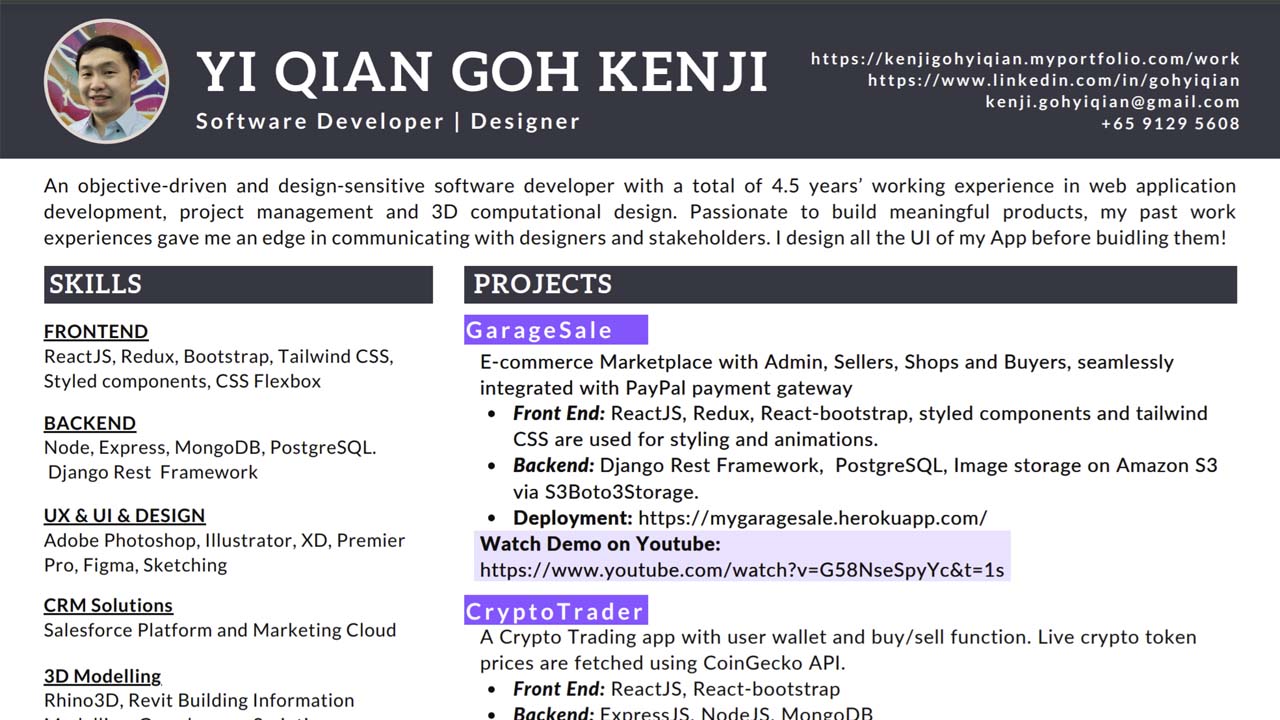 YI QIAN GOH KENJI
Software Developer | Designer
https://kenjigohyiqian.myportfolio.com/work
https://www.linkedin.com/in/gohyiqian
kenji.gohyiqian@gmail.com
+65 9129 5608
An objective-driven and design-sensitive software developer with a total of 4.5 years’ working experience in web application
development, project management and 3D computational design. Passionate to build meaningful products, my past work
experiences gave me an edge in communicating with designers and stakeholders. I design all the UI of my App before buidling them!
SKILLS
FRONTEND
ReactJS, Redux, Bootstrap, Tailwind CSS,
Styled components, CSS Flexbox
BACKEND
Node, Express, MongoDB, PostgreSQL.
Django Rest Framework
UX & UI & DESIGN
Adobe Photoshop, Illustrator, XD, Premier
Pro, Figma, Sketching
CRM Solutions
Salesforce Platform and Marketing Cloud
3D Modelling
Rhino3D, Revit Building Information
PROJECTS
GarageSale
E-commerce Marketplace with Admin, Sellers, Shops and Buyers, seamlessly
integrated with PayPal payment gateway
• Front End: ReactJS, Redux, React-bootstrap, styled components and tailwind
CSS are used for styling and animations.
• Backend: Django Rest Framework, PostgreSQL, Image storage on Amazon S3
via S3Boto3Storage.
• Deployment: https://mygaragesale.herokuapp.com/
Watch Demo on Youtube:
https://www.youtube.com/watch?v=G58NseSpyYc&t=1s
CryptoTrader
A Crypto Trading app with user wallet and buy/sell function. Live crypto token
prices are fetched using CoinGecko API.
• Front End: ReactJS, React-bootstrap
• Backend: ExpressJS, NodeJS, MongoDB